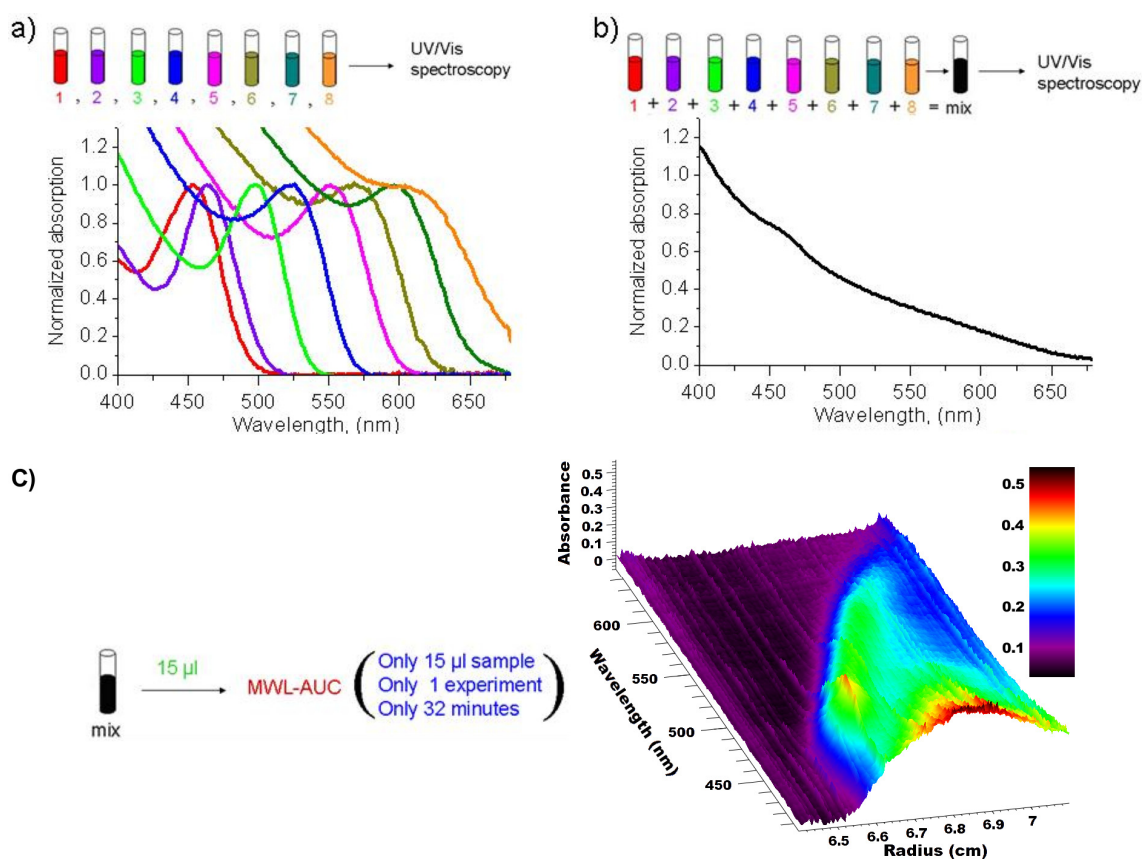 a)
UV/Vis
spectroscopy
1 , 2 , 3 , 4 , 5 , 6 , 7 , 8
Normalized absorption
1.2
1.0
0.8
0.6
0.4
0.2
0.0
400 450 500 550 600 650
Wavelength, (nm)
b)
UV/Vis
spectroscopy
1 + 2 + 3 + 4 + 5 + 6 + 7 + 8 = mix
Normalized absorption
1.2
1.0
0.8
0.6
0.4
0.2
0.0
400 450 500 550 600 650
Wavelength, (nm)
C)
15 µl
mix
MWL-AUC
Only 15 µl sample
Only 1 experiment
Only 32 minutes
Absorbance
0.5
0.4
0.3
0.2
0.1
0
600
550
500
450
Wavelength (nm)
6.5 6.6 6.7 6.8 6.9 7
Radius (cm)
0.5
0.4
0.3
0.2
0.1